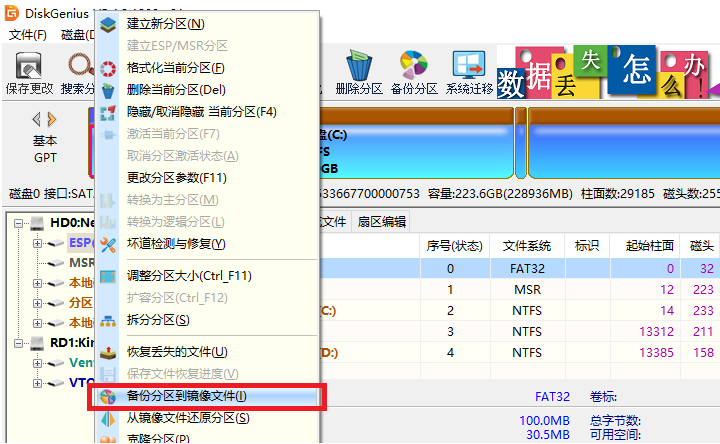 DiskGenius
文件(F) 磁盘(D
保存更改 搜索分 删除分区 备份分区 系统迁移 数据丢失怎么办!
基本
GPT
盘(C:)
FS
GB
磁盘0 接口:SATA 533667700000753 容量:223.6GB(228936MB) 柱面数:29185 磁头数:255
建立新分区(N)
建立ESP/MSR分区
格式化当前分区(F)
删除当前分区(Del)
隐藏/取消隐藏 当前分区(F4)
激活当前分区(F7)
取消分区激活状态(A)
更改分区参数(F11)
转换为主分区(M)
转换为逻辑分区(L)
坏道检测与修复(Y)
调整分区大小(Ctrl_F11)
扩容分区(Ctrl_F12)
拆分分区(S)
恢复丢失的文件(U)
保存文件恢复进度(V)
备份分区到镜像文件(I)
从镜像文件还原分区(S)
克隆分区(P)
HD0:Ne
ESP(
MSR
本地
分区
本地
RD1:Kin
Vent
VTO
文件 扇区编辑
序号(状态) 文件系统 标识 起始柱面 磁头
0 FAT32 0 32
1 MSR 12 223
(C:) 2 NTFS 14 233
3 NTFS 13312 211
(D:) 4 NTFS 13385 158
FAT32 卷标:
100.0MB 总字节数:
30.5MB 可用空间: